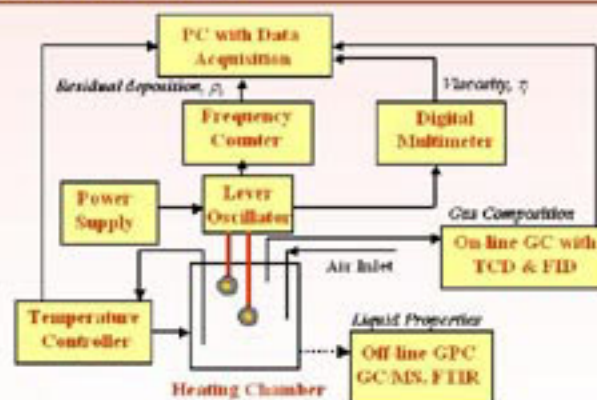 PC with Data
Acquisition
Residual deposition, ρs
Viscosity, η
Frequency
Counter
Digital
Multimeter
Power
Supply
Lever
Oscillator
Gas Composition
On-line GC with
TCD & FID
Air Inlet
Temperature
Controller
Liquid Properties
Off line GPC
GC/MS, FTIR
Heating Chamber